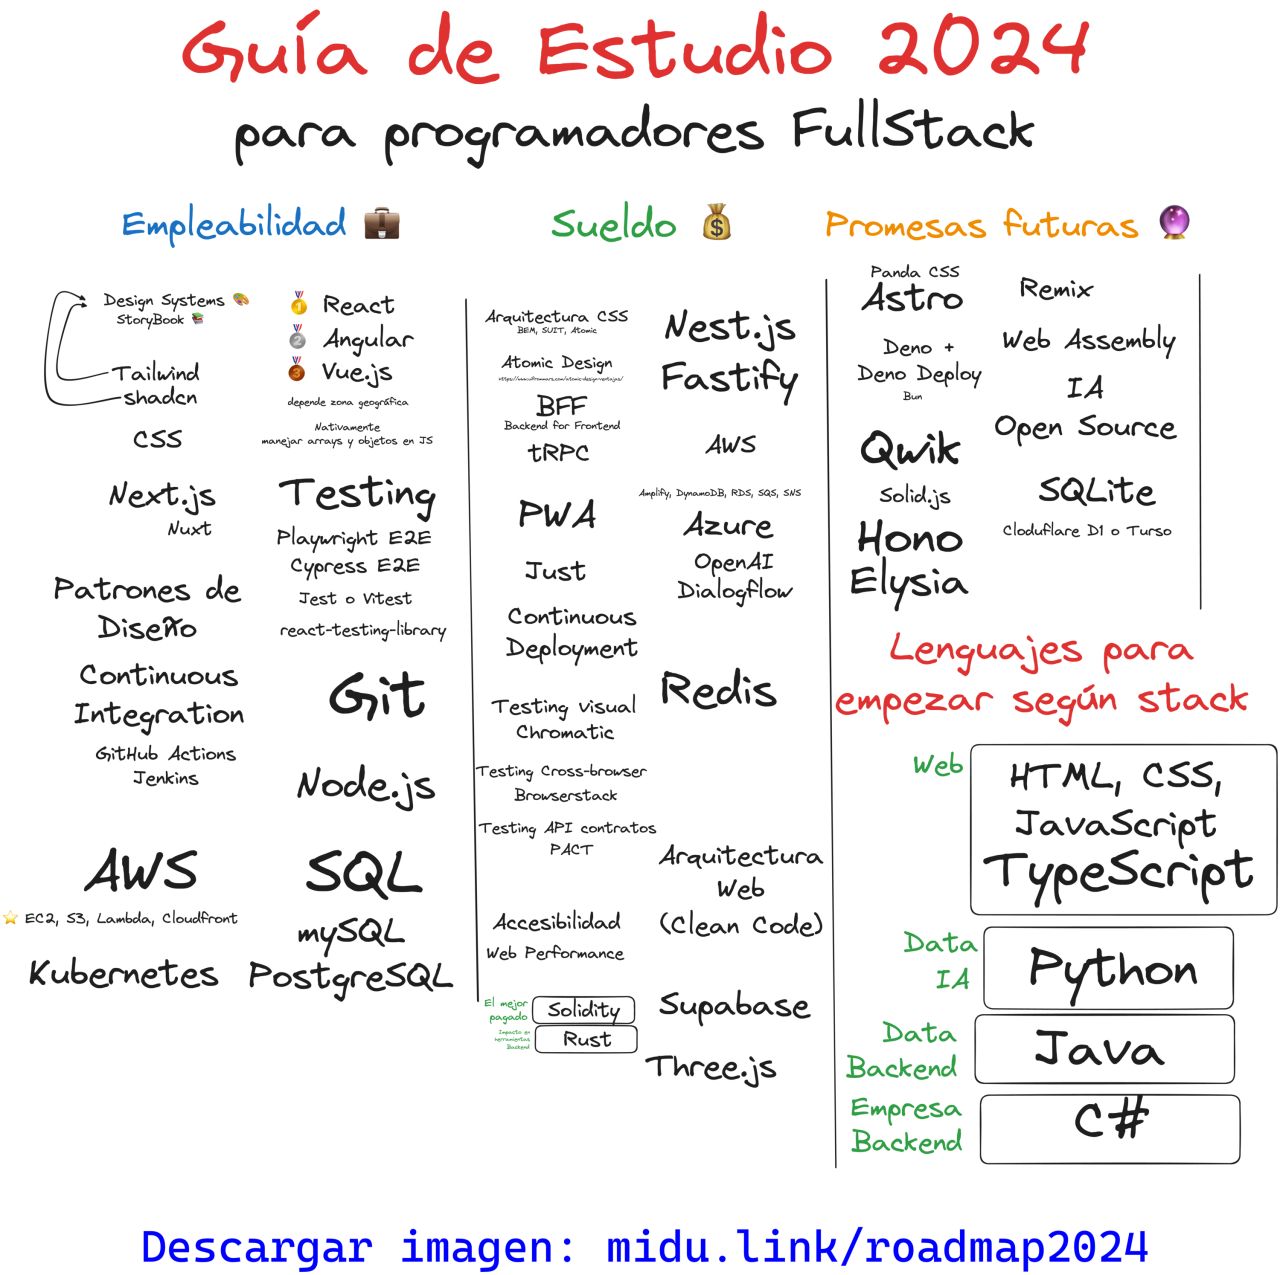 Guía de Estudio 2024
para programadores FullStack
Empleabilidad
Design Systems
StoryBook
Tailwind
shadcn
CSS
Next.js
Nuxt
Patrones de
Diseño
Continuous
Integration
GitHub Actions
Jenkins
AWS
EC2, S3, Lambda, Cloudfront
Kubernetes
1 React
2 Angular
3 Vue.js
depende zona geográfica
Nativamente
manejar arrays y objetos en JS
Testing
Playwright E2E
Cypress E2E
Jest o Vitest
react-testing-library
Git
Node.js
SQL
mySQL
PostgreSQL
Sueldo
Arquitectura CSS
BEM, SUIT, Atomic
Atomic Design
BFF
Backend for Frontend
tRPC
PWA
Just
Continuous
Deployment
Testing visual
Chromatic
Testing Cross-browser
Browserstack
Testing API contratos
PACT
Accesibilidad
Web Performance
El mejor
pagado
Solidity
Impacto en
herramientas
Backend
Rust
Nest.js
Fastify
AWS
Amplify, DynamoDB, RDS, SQS, SNS
Azure
OpenAI
Dialogflow
Redis
Arquitectura
Web
(Clean Code)
Supabase
Three.js
Promesas futuras
Panda CSS
Astro
Deno +
Deno Deploy
Bun
Qwik
Solid.js
Hono
Elysia
Remix
Web Assembly
IA
Open Source
SQLite
Cloduflare D1 o Turso
Lenguajes para
empezar según stack
Web
HTML, CSS,
JavaScript
TypeScript
Data
IA
Python
Data
Backend
Java
Empresa
Backend
C#
Descargar imagen: midu.link/roadmap2024